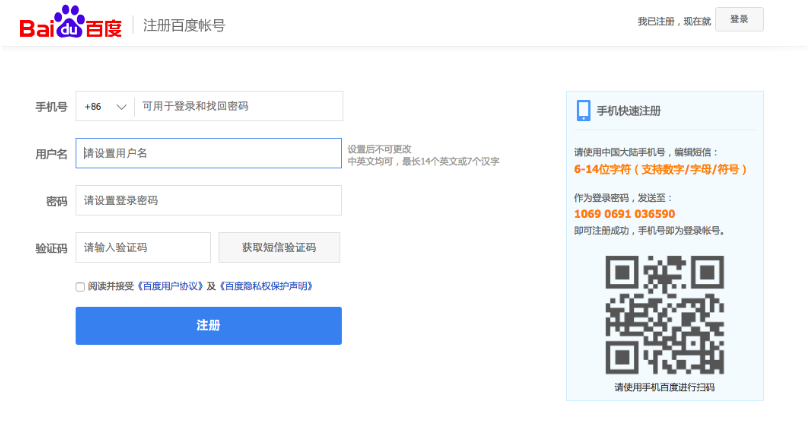 Bai du 百度 注册百度帐号
我已注册，现在就 登录
手机号 +86 可用于登录和找回密码
用户名 请设置用户名 设置后不可更改
中英文均可，最长14个英文或7个汉字
密码 请设置登录密码
验证码 请输入验证码 获取短信验证码
阅读并接受《百度用户协议》及《百度隐私权保护声明》
注册
手机快速注册
请使用中国大陆手机号，编辑短信：
6-14位字符（支持数字/字母/符号）
作为登录密码，发送至：
1069 0691 036590
即可注册成功，手机号即为登录帐号。
请使用手机百度进行扫码